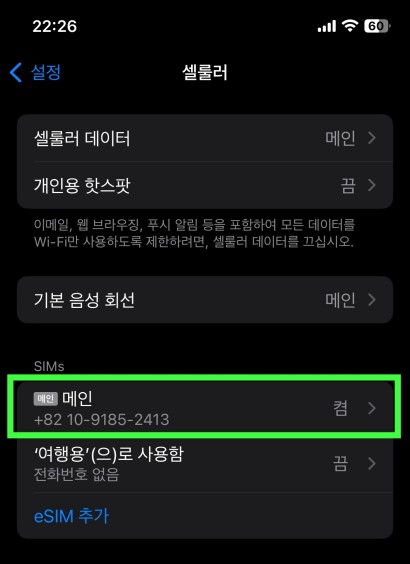 22:26
60
설정
셀룰러
셀룰러 데이터
메인
개인용 핫스팟
끔
이메일, 웹 브라우징, 푸시 알림 등을 포함하여 모든 데이터를
Wi-Fi만 사용하도록 제한하려면, 셀룰러 데이터를 끄십시오.
기본 음성 회선
메인
SIMs
메인 메인
켬
+82 10-9185-2413
‘여행용’(으)로 사용함
끔
전화번호 없음
eSIM 추가